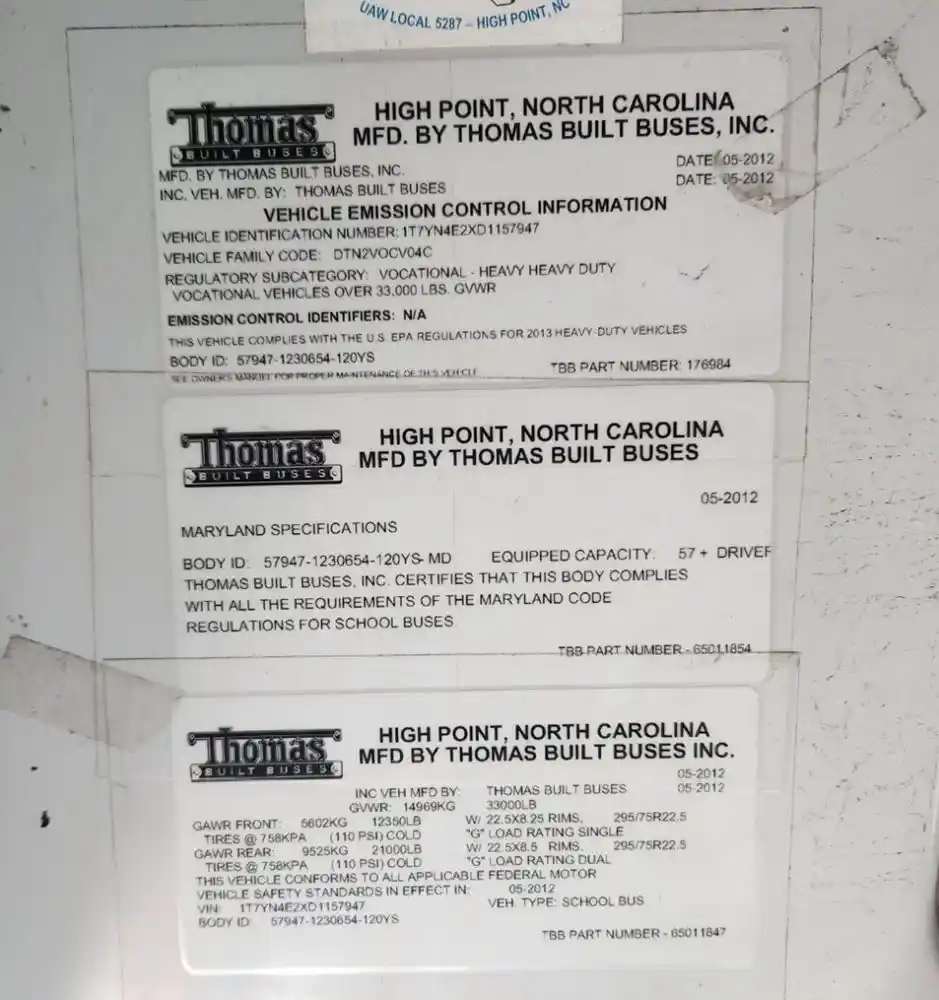 UAW LOCAL 5287 – HIGH POINT, NC
Thomas
BUILT BUSES
HIGH POINT, NORTH CAROLINA
MFD. BY THOMAS BUILT BUSES, INC.
MFD. BY THOMAS BUILT BUSES, INC.
DATE: 05-2012
INC. VEH. MFD. BY: THOMAS BUILT BUSES
DATE: 05-2012
VEHICLE EMISSION CONTROL INFORMATION
VEHICLE IDENTIFICATION NUMBER: 1T7YN4E2XD1157947
VEHICLE FAMILY CODE: DTN2VOCV04C
REGULATORY SUBCATEGORY: VOCATIONAL - HEAVY HEAVY DUTY
VOCATIONAL VEHICLES OVER 33,000 LBS. GVWR
EMISSION CONTROL IDENTIFIERS: N/A
THIS VEHICLE COMPLIES WITH THE U.S. EPA REGULATIONS FOR 2013 HEAVY-DUTY VEHICLES
BODY ID: 57947-1230654-120YS
TBB PART NUMBER: 176984
SEE OWNER'S MANUEL FOR PROPER MAINTENANCE OF THIS VEHICLE
Thomas
BUILT BUSES
HIGH POINT, NORTH CAROLINA
MFD BY THOMAS BUILT BUSES
05-2012
MARYLAND SPECIFICATIONS
BODY ID: 57947-1230654-120YS- MD EQUIPPED CAPACITY: 57 + DRIVER
THOMAS BUILT BUSES, INC. CERTIFIES THAT THIS BODY COMPLIES
WITH ALL THE REQUIREMENTS OF THE MARYLAND CODE
REGULATIONS FOR SCHOOL BUSES
TBB PART NUMBER - 65011854
Thomas
BUILT BUSES
HIGH POINT, NORTH CAROLINA
MFD BY THOMAS BUILT BUSES INC.
05-2012
INC VEH MFD BY: THOMAS BUILT BUSES 05-2012
GVWR: 14969KG 33000LB
GAWR FRONT: 5602KG 12350LB W/ 22.5X8.25 RIMS. 295/75R22.5
TIRES @ 758KPA (110 PSI) COLD "G" LOAD RATING SINGLE
GAWR REAR: 9525KG 21000LB W/ 22.5X8.5 RIMS. 295/75R22.5
TIRES @ 758KPA (110 PSI) COLD "G" LOAD RATING DUAL
THIS VEHICLE CONFORMS TO ALL APPLICABLE FEDERAL MOTOR
VEHICLE SAFETY STANDARDS IN EFFECT IN: 05-2012
VIN: 1T7YN4E2XD1157947 VEH. TYPE: SCHOOL BUS
BODY ID: 57947-1230654-120YS
TBB PART NUMBER - 65011847